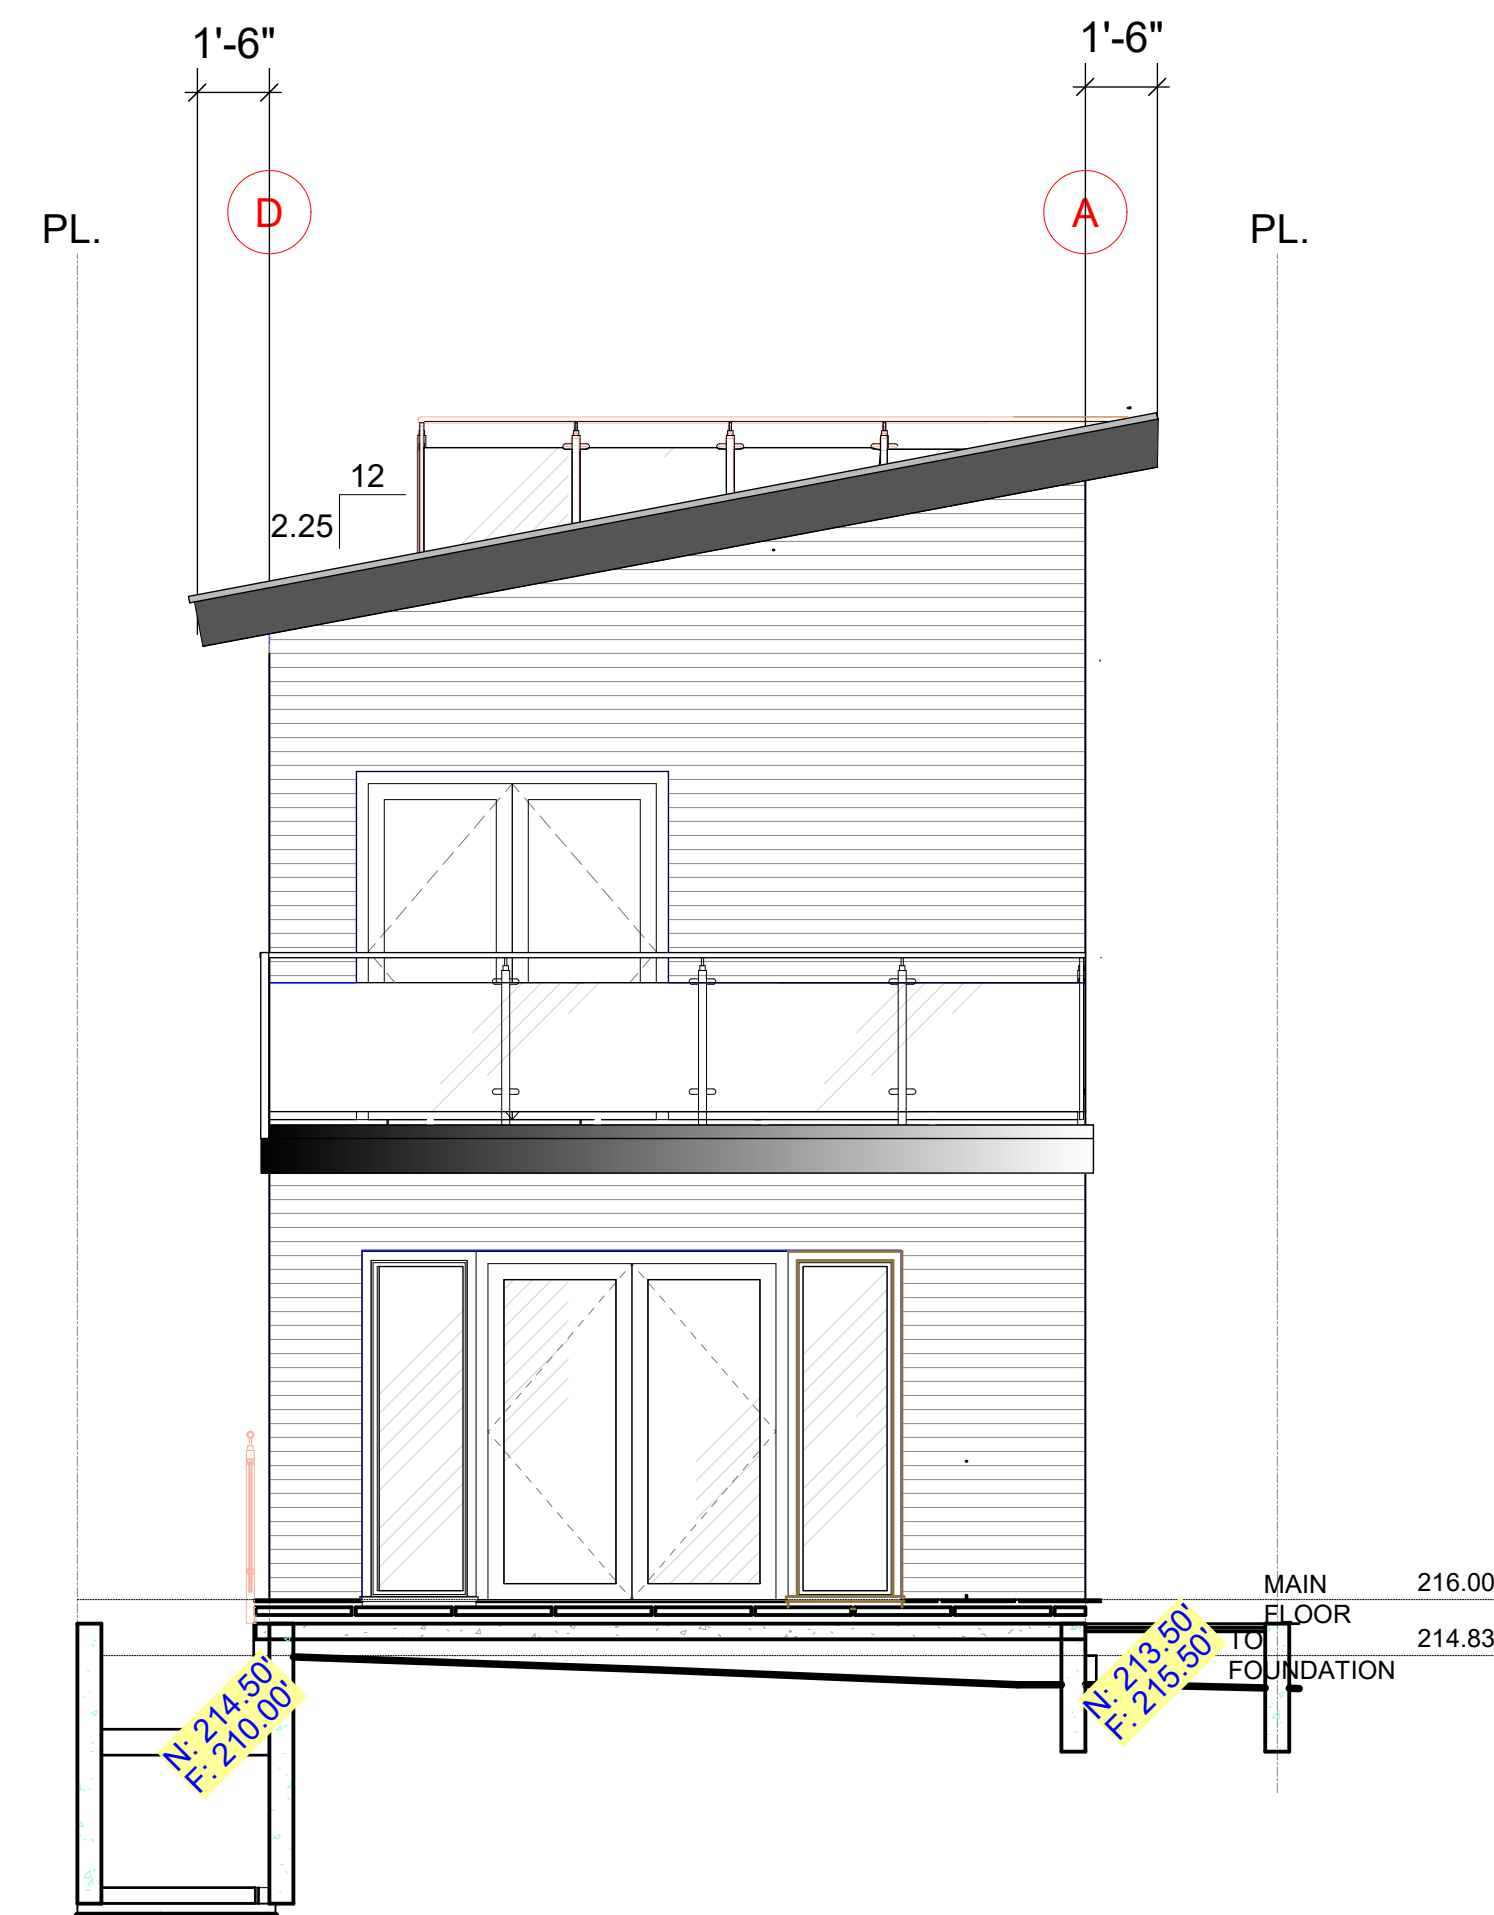 1'-6"
1'-6"
D
A
PL.
PL.
12
2.25
MAIN
FLOOR
216.00
TO
FOUNDATION
214.83
N: 214.50'
F: 210.00'
N: 213.50'
F: 215.50'